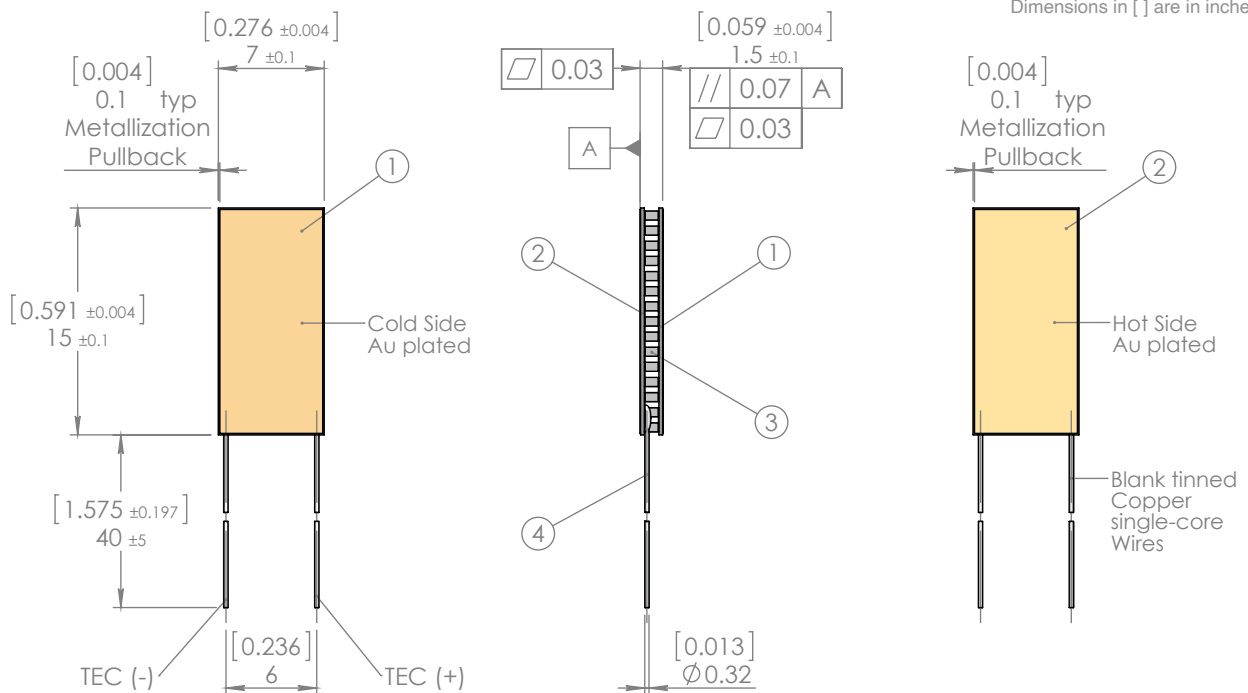 Dimensions in [ ] are in inche
[0.276 ±0.004]
7 ±0.1
[0.004]
0.1 typ
Metallization
Pullback
1
[0.591 ±0.004]
15 ±0.1
Cold Side
Au plated
[1.575 ±0.197]
40 ±5
TEC (-)
[0.236]
6
TEC (+)
[0.059 ±0.004]
1.5 ±0.1
⏥ 0.03
// 0.07 A
⏥ 0.03
A
2
1
3
4
[0.013]
∅0.32
[0.004]
0.1 typ
Metallization
Pullback
2
Hot Side
Au plated
Blank tinned
Copper
single-core
Wires